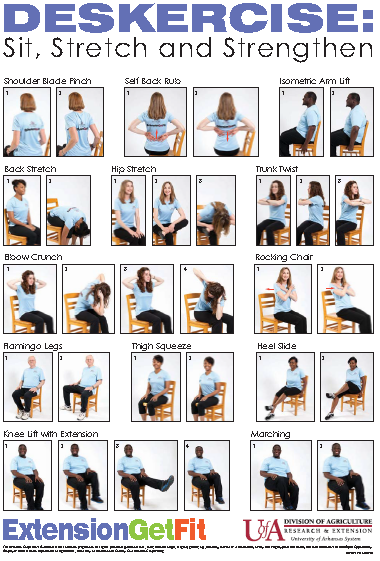 DESKERCISE:
Sit, Stretch and Strengthen
Shoulder Blade Pinch
Self Back Rub
Isometric Arm Lift
1 2 1 2 1 2
Back Stretch
Hip Stretch
Trunk Twist
1 2 1 2 3 1 2 3
Elbow Crunch
Rocking Chair
1 2 3 4 1 2
Flamingo Legs
Thigh Squeeze
Heel Slide
1 2 1 2 1 2
Knee Lift with Extension
Marching
1 2 3 4 1 2
ExtensionGetFit
UofA
DIVISION OF AGRICULTURE
RESEARCH & EXTENSION
University of Arkansas System